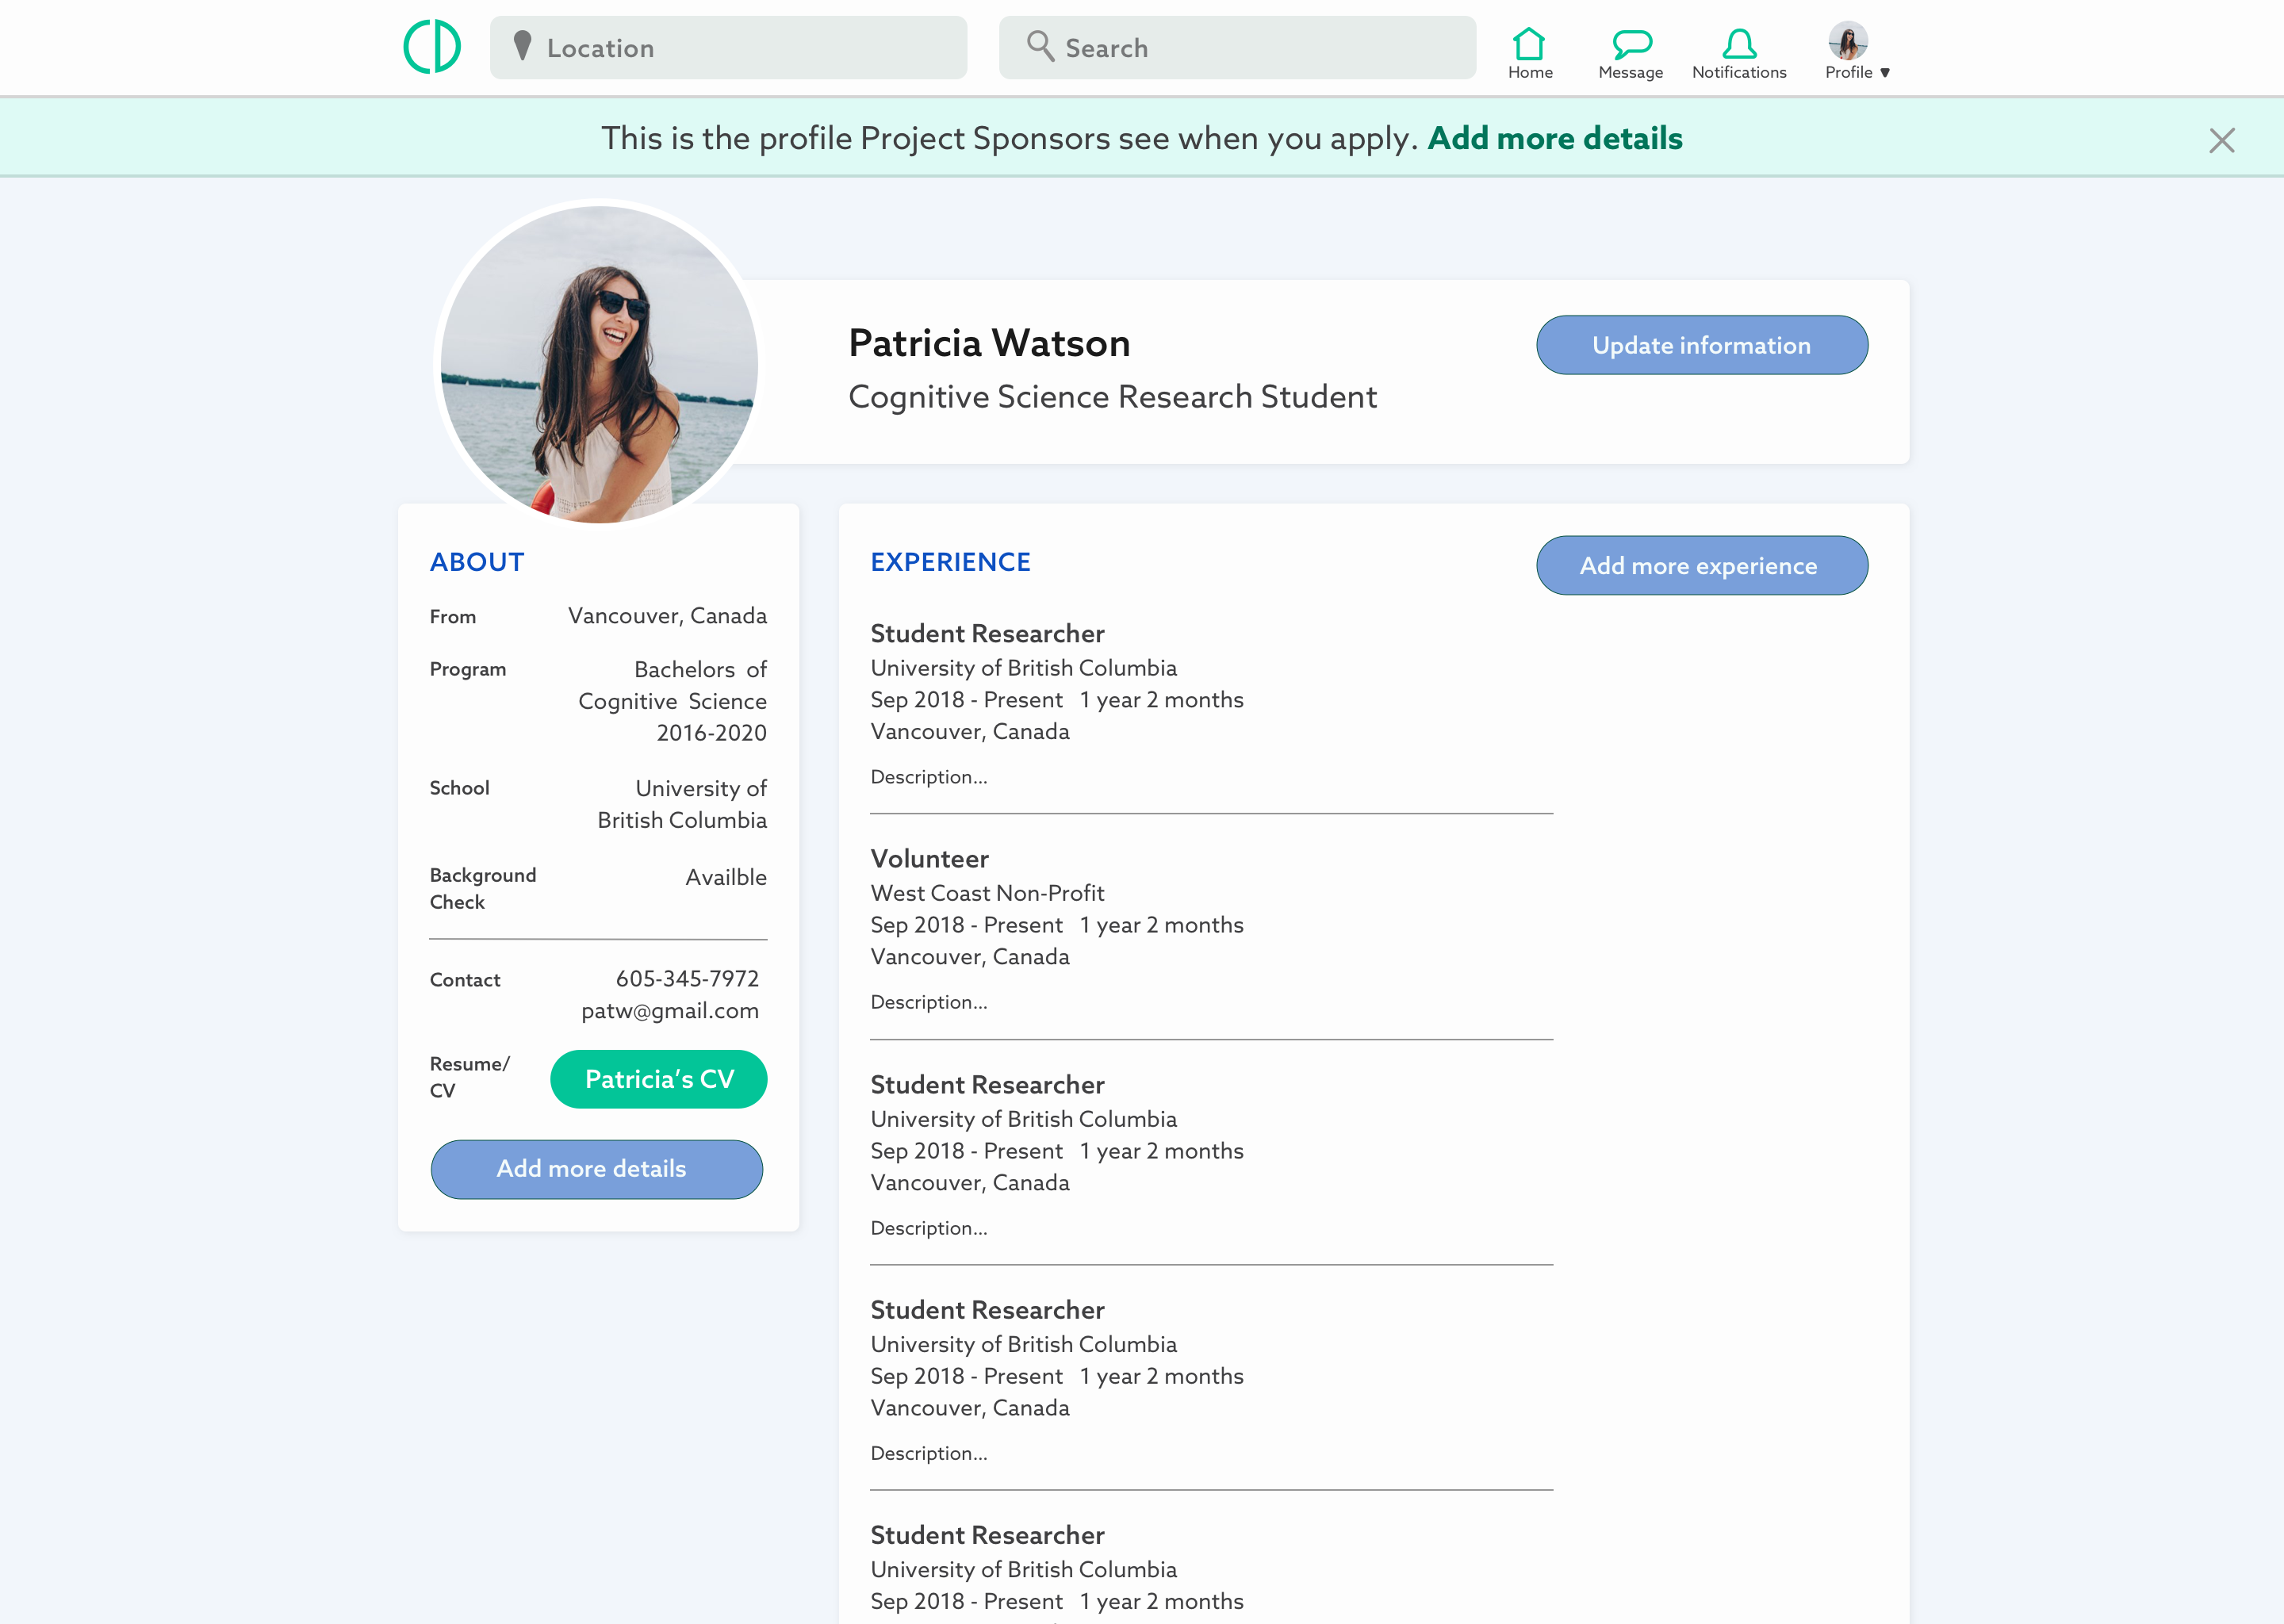 Location
Search
Home
Message
Notifications
Profile
This is the profile Project Sponsors see when you apply. Add more details
Patricia Watson
Cognitive Science Research Student
Update information
ABOUT
From
Vancouver, Canada
Program
Bachelors of
Cognitive Science
2016-2020
School
University of
British Columbia
Background
Check
Availble
Contact
605-345-7972
patw@gmail.com
Resume/
CV
Patricia’s CV
Add more details
EXPERIENCE
Add more experience
Student Researcher
University of British Columbia
Sep 2018 - Present 1 year 2 months
Vancouver, Canada
Description...
Volunteer
West Coast Non-Profit
Sep 2018 - Present 1 year 2 months
Vancouver, Canada
Description...
Student Researcher
University of British Columbia
Sep 2018 - Present 1 year 2 months
Vancouver, Canada
Description...
Student Researcher
University of British Columbia
Sep 2018 - Present 1 year 2 months
Vancouver, Canada
Description...
Student Researcher
University of British Columbia
Sep 2018 - Present 1 year 2 months